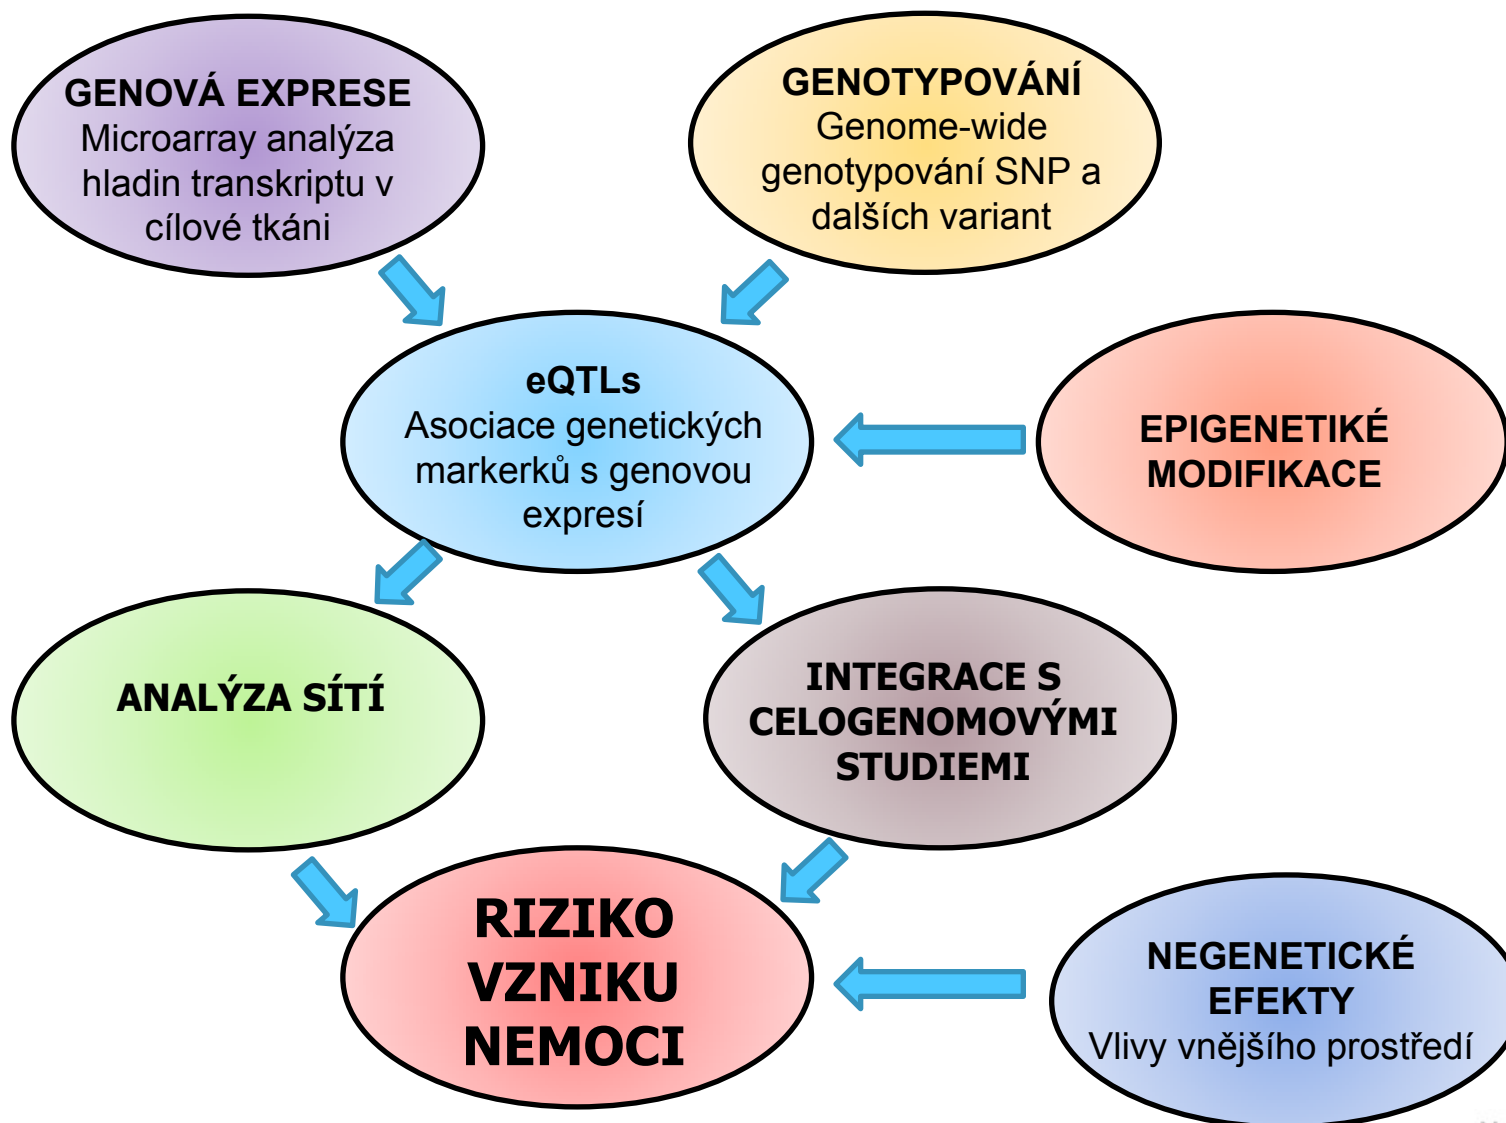 GENOVÁ EXPRESE
Microarray analýza
hladin transkriptu v
cílové tkáni
GENOTYPOVÁNÍ
Genome-wide
genotypování SNP a
dalších variant
eQTLs
Asociace genetických
markerků s genovou
expresí
EPIGENETIKÉ
MODIFIKACE
ANALÝZA SÍTÍ
INTEGRACE S
CELOGENOMOVÝMI
STUDIEMI
RIZIKO
VZNIKU
NEMOCI
NEGENETICKÉ
EFEKTY
Vlivy vnějšího prostředí